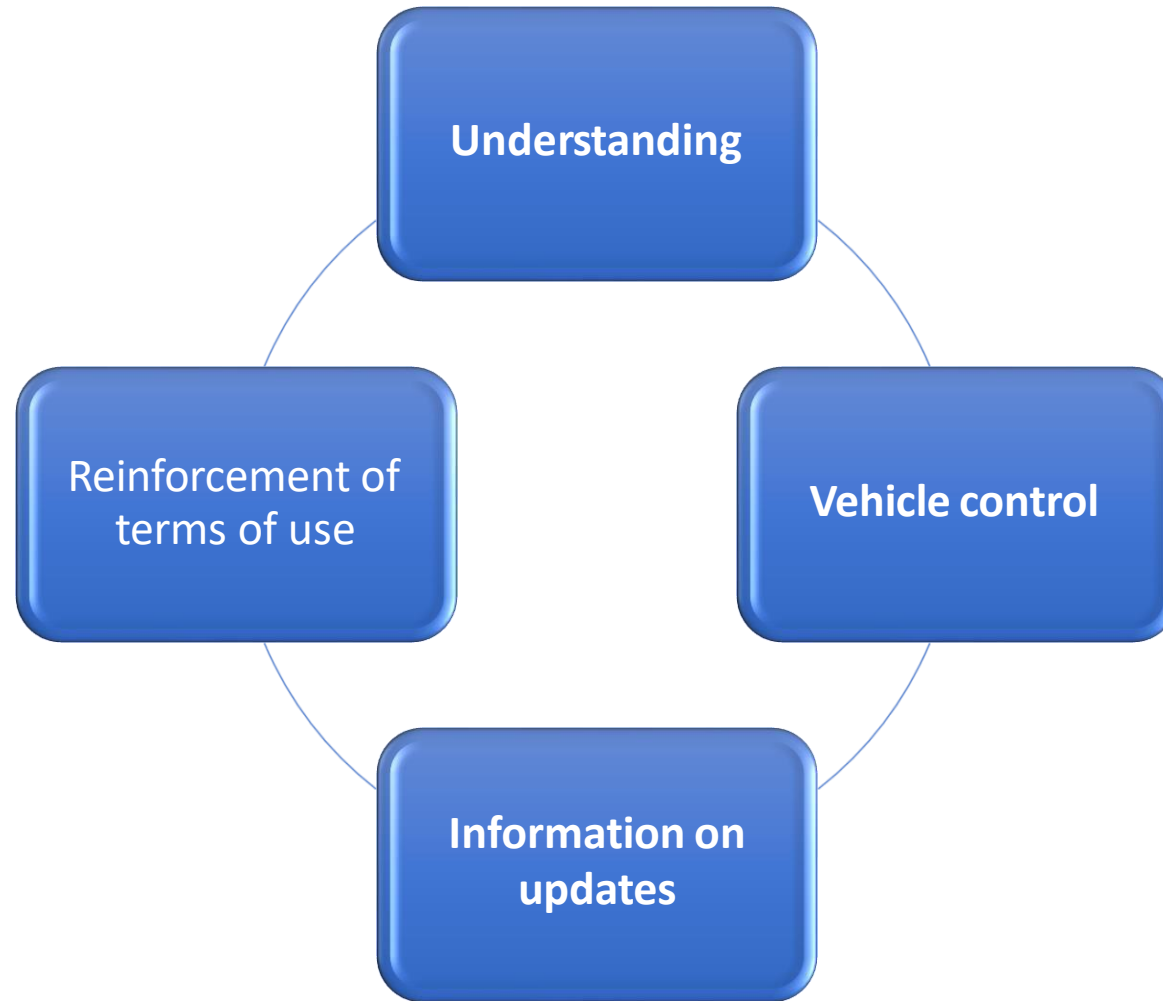 Understanding
Reinforcement of
terms of use
Vehicle control
Information on
updates